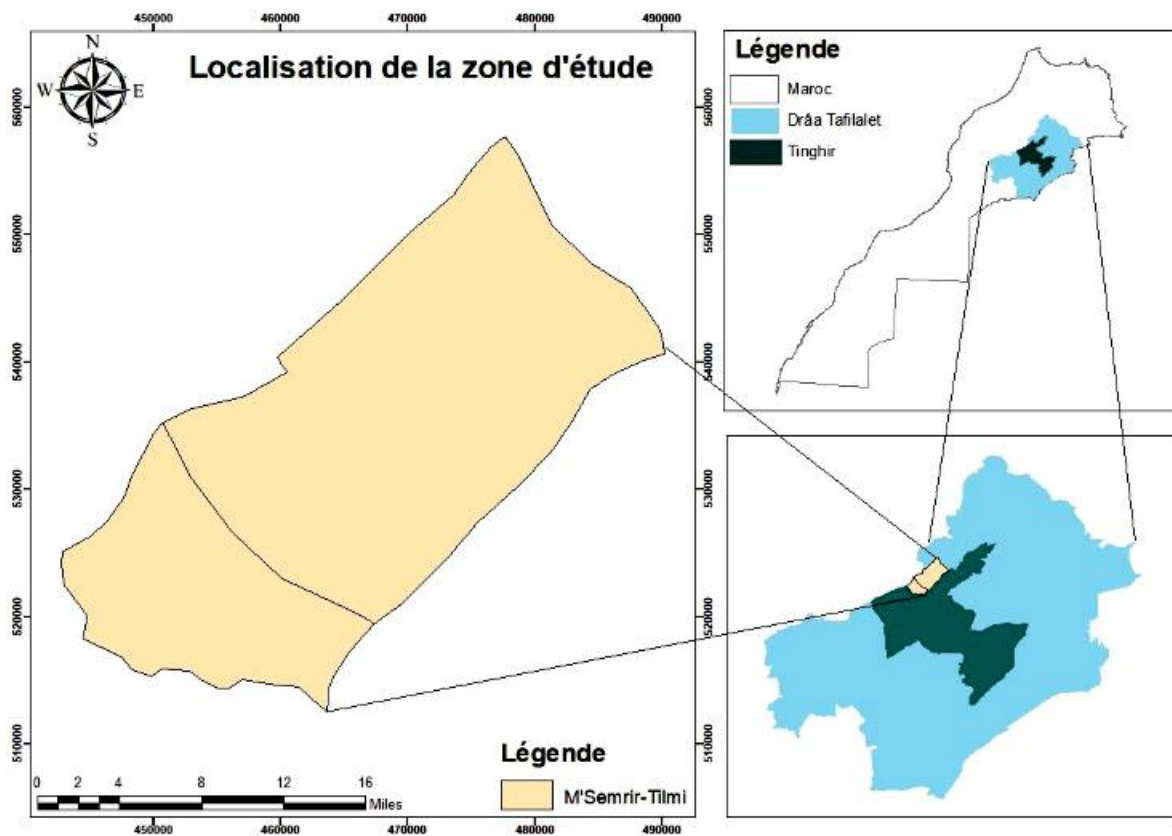 450000 460000 470000 480000 490000
Localisation de la zone d'étude
N
W E
S
560000
550000
540000
530000
520000
510000
560000
550000
540000
530000
520000
510000
Légende
M'Semrir-Tilmi
0 2 4 8 12 16
Miles
450000 460000 470000 480000 490000
Légende
Maroc
Drâa Tafilalet
Tinghir